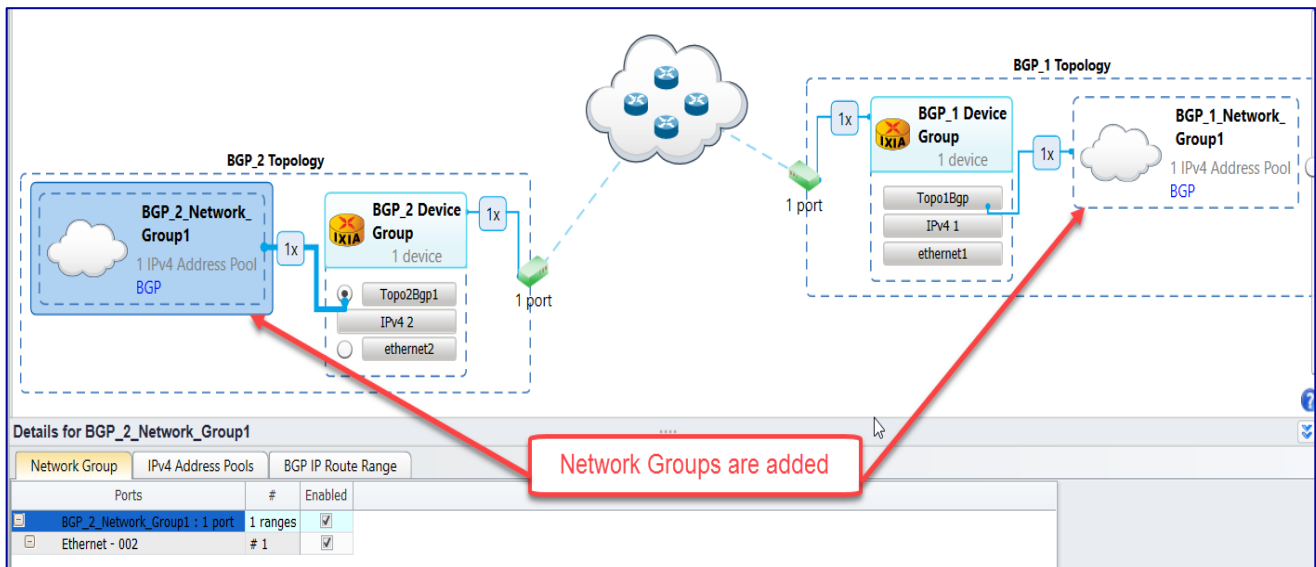 BGP_2 Topology
BGP_2_Network_
Group1
1 IPv4 Address Pool
BGP
1x
IXIA
BGP_2 Device
Group
1 device
Topo2Bgp1
IPv4 2
ethernet2
1x
1 port
BGP_1 Topology
1 port
1x
IXIA
BGP_1 Device
Group
1 device
Topo1Bgp
IPv4 1
ethernet1
1x
BGP_1_Network_
Group1
1 IPv4 Address Pool
BGP
?
Details for BGP_2_Network_Group1
Network Groups are added
Network Group IPv4 Address Pools BGP IP Route Range
Ports # Enabled
BGP_2_Network_Group1 : 1 port 1 ranges
Ethernet - 002 # 1